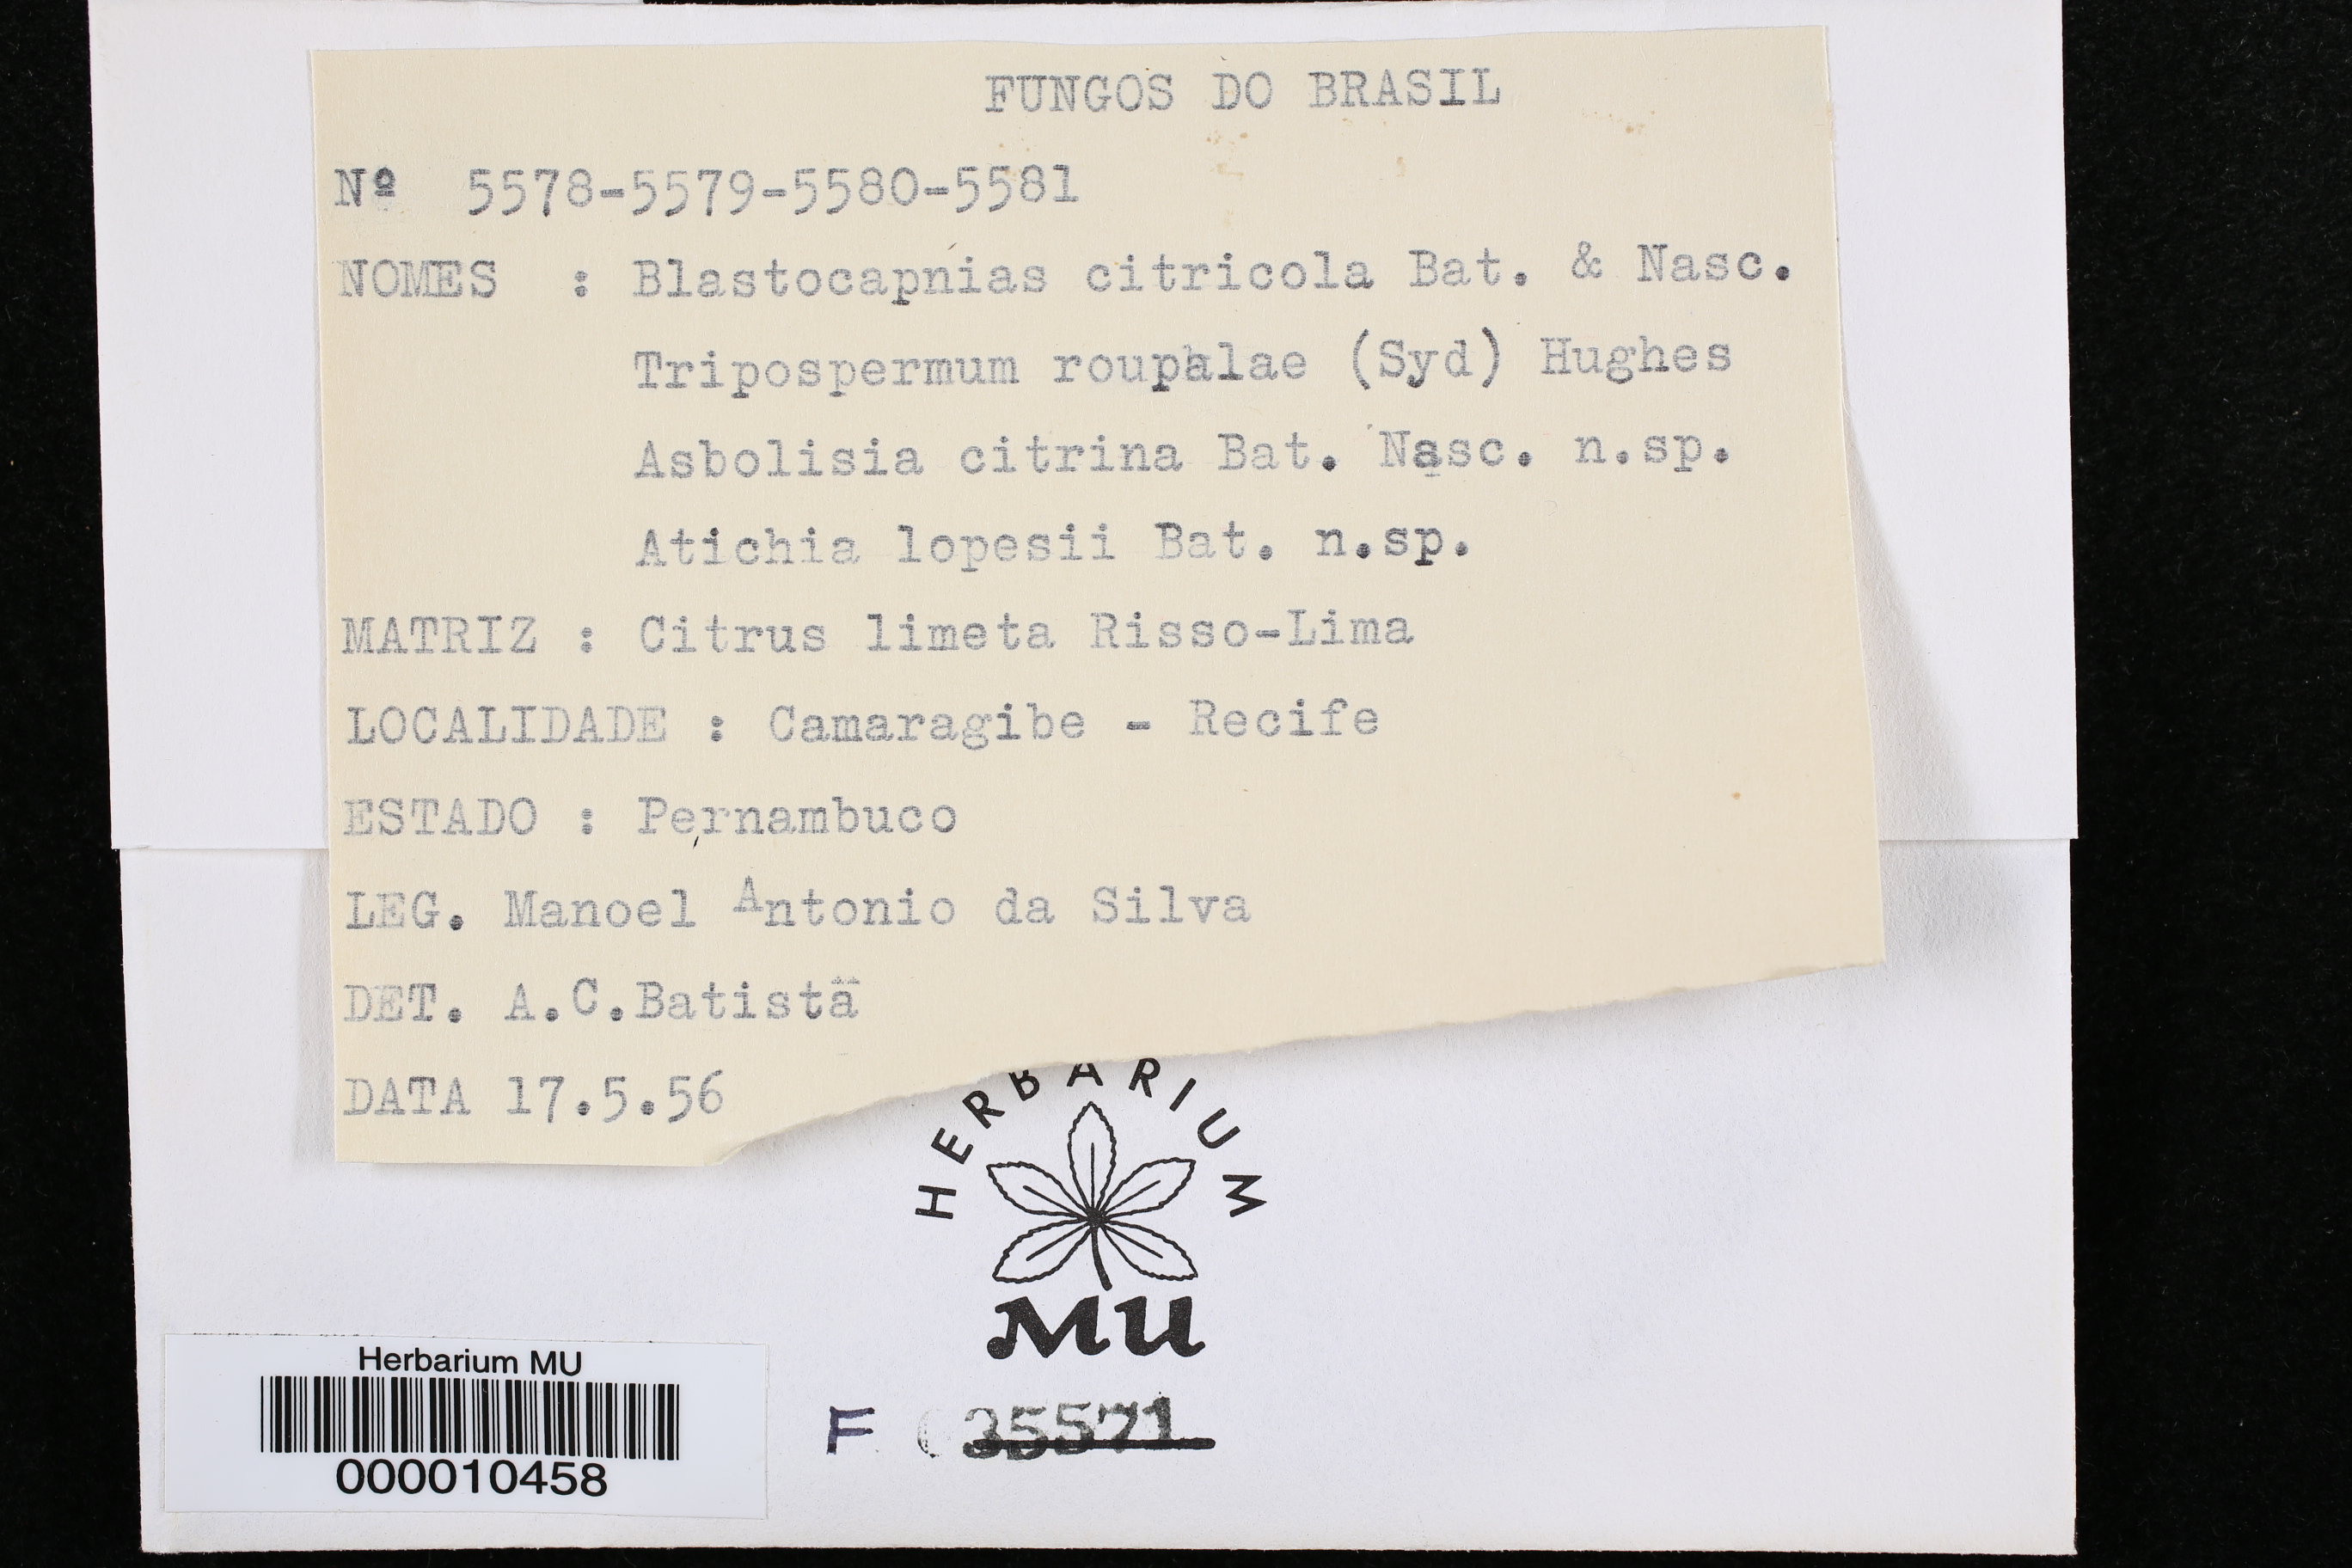 FUNGOS DO BRASIL
Nº 5578-5579-5580-5581
NOMES : Blastocapnias citricola Bat. & Nasc.
Tripospermum roupalae (Syd) Hughes
Asbolisia citrina Bat. Nasc. n.sp.
Atichia lopesii Bat. n.sp.
MATRIZ : Citrus limeta Risso-Lima
LOCALIDADE : Camaragibe - Recife
ESTADO : Pernambuco
LEG. Manoel Antonio da Silva
DET. A.C.Batista
DATA 17.5.56
HERBARIUM
MU
F 35571
Herbarium MU
000010458